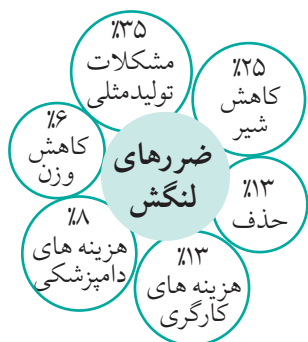 ضررهای
لنگش
٪۳۵
مشکلات
تولیدمثلی
٪۲۵
کاهش
شیر
٪۱۳
حذف
٪۱۳
هزینه های
کارگری
٪۸
هزینه های
دامپزشکی
٪۶
کاهش
وزن